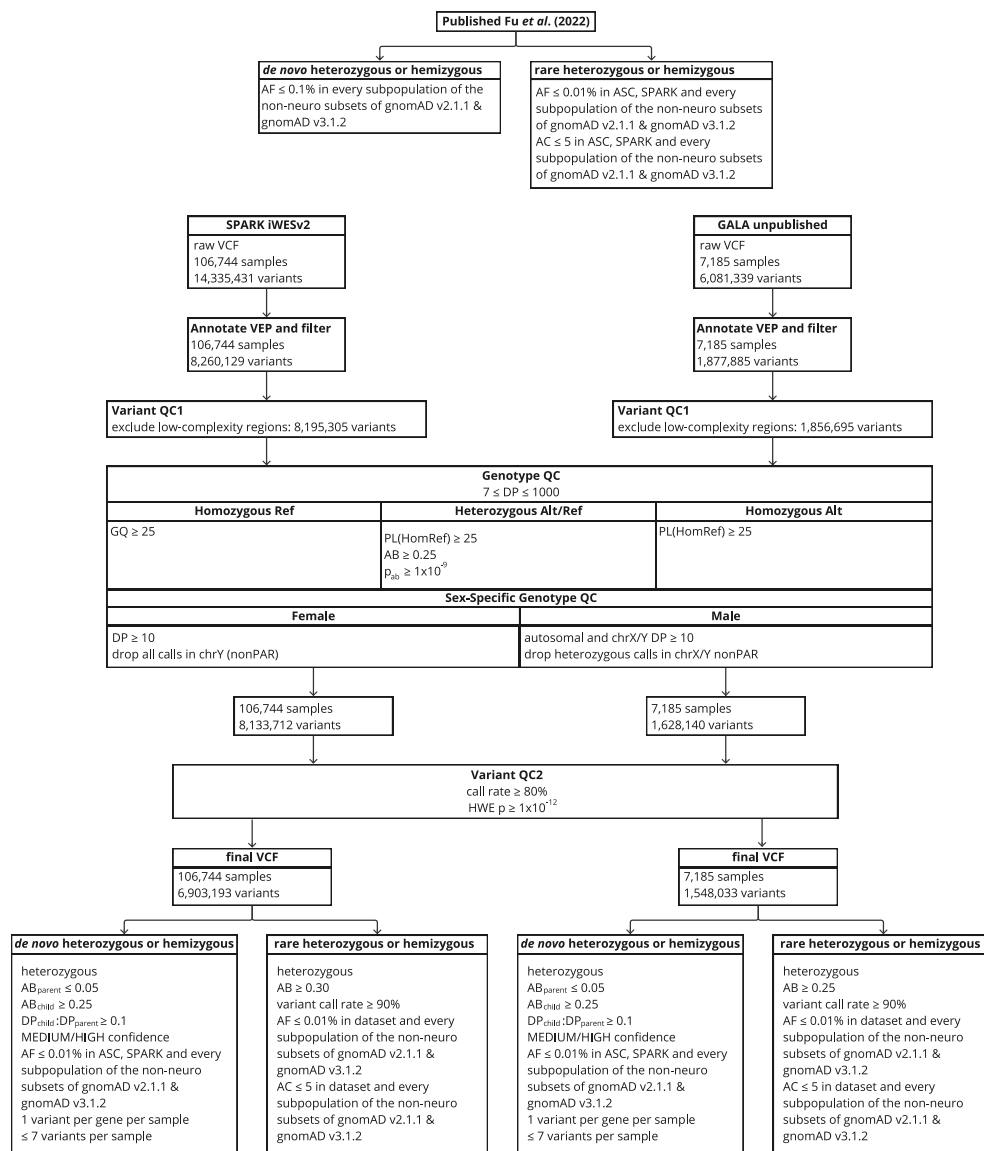 Published Fu et al. (2022)
de novo heterozygous or hemizygous
AF ≤ 0.1% in every subpopulation of the
non-neuro subsets of gnomAD v2.1.1 &
gnomAD v3.1.2
rare heterozygous or hemizygous
AF ≤ 0.01% in ASC, SPARK and every
subpopulation of the non-neuro subsets
of gnomAD v2.1.1 & gnomAD v3.1.2
AC ≤ 5 in ASC, SPARK and every
subpopulation of the non-neuro subsets
of gnomAD v2.1.1 & gnomAD v3.1.2
SPARK iWESv2
raw VCF
106,744 samples
14,335,431 variants
GALA unpublished
raw VCF
7,185 samples
6,081,339 variants
Annotate VEP and filter
106,744 samples
8,260,129 variants
Annotate VEP and filter
7,185 samples
1,877,885 variants
Variant QC1
exclude low-complexity regions: 8,195,305 variants
Variant QC1
exclude low-complexity regions: 1,856,695 variants
Genotype QC
7 ≤ DP ≤ 1000
Homozygous Ref
GQ ≥ 25
Heterozygous Alt/Ref
PL(HomRef) ≥ 25
AB ≥ 0.25
p_ab ≥ 1x10^-9
Homozygous Alt
PL(HomRef) ≥ 25
Sex-Specific Genotype QC
Female
DP ≥ 10
drop all calls in chrY (nonPAR)
Male
autosomal and chrX/Y DP ≥ 10
drop heterozygous calls in chrX/Y nonPAR
106,744 samples
8,133,712 variants
7,185 samples
1,628,140 variants
Variant QC2
call rate ≥ 80%
HWE p ≥ 1x10^-12
final VCF
106,744 samples
6,903,193 variants
final VCF
7,185 samples
1,548,033 variants
de novo heterozygous or hemizygous
heterozygous
AB_parent ≤ 0.05
AB_child ≥ 0.25
DP_child:DP_parent ≥ 0.1
MEDIUM/HIGH confidence
AF ≤ 0.01% in ASC, SPARK and every
subpopulation of the non-neuro
subsets of gnomAD v2.1.1 &
gnomAD v3.1.2
1 variant per gene per sample
≤ 7 variants per sample
rare heterozygous or hemizygous
heterozygous
AB ≥ 0.30
variant call rate ≥ 90%
AF ≤ 0.01% in dataset and every
subpopulation of the non-neuro
subsets of gnomAD v2.1.1 &
gnomAD v3.1.2
AC ≤ 5 in dataset and every
subpopulation of the non-neuro
subsets of gnomAD v2.1.1 &
gnomAD v3.1.2
de novo heterozygous or hemizygous
heterozygous
AB_parent ≤ 0.05
AB_child ≥ 0.25
DP_child:DP_parent ≥ 0.1
MEDIUM/HIGH confidence
AF ≤ 0.01% in ASC, SPARK and every
subpopulation of the non-neuro
subsets of gnomAD v2.1.1 &
gnomAD v3.1.2
1 variant per gene per sample
≤ 7 variants per sample
rare heterozygous or hemizygous
heterozygous
AB ≥ 0.25
variant call rate ≥ 90%
AF ≤ 0.01% in dataset and every
subpopulation of the non-neuro
subsets of gnomAD v2.1.1 &
gnomAD v3.1.2
AC ≤ 5 in dataset and every
subpopulation of the non-neuro
subsets of gnomAD v2.1.1 &
gnomAD v3.1.2